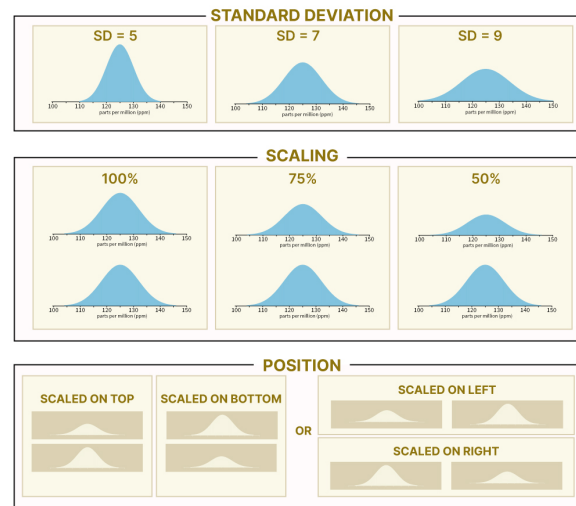 STANDARD DEVIATION
SD = 5
SD = 7
SD = 9
100 110 120 130 140 150
parts per million (ppm)
100 110 120 130 140 150
parts per million (ppm)
100 110 120 130 140 150
parts per million (ppm)
SCALING
100%
75%
50%
100 110 120 130 140 150
parts per million (ppm)
100 110 120 130 140 150
parts per million (ppm)
100 110 120 130 140 150
parts per million (ppm)
100 110 120 130 140 150
parts per million (ppm)
100 110 120 130 140 150
parts per million (ppm)
100 110 120 130 140 150
parts per million (ppm)
POSITION
SCALED ON TOP
SCALED ON BOTTOM
OR
SCALED ON LEFT
SCALED ON RIGHT